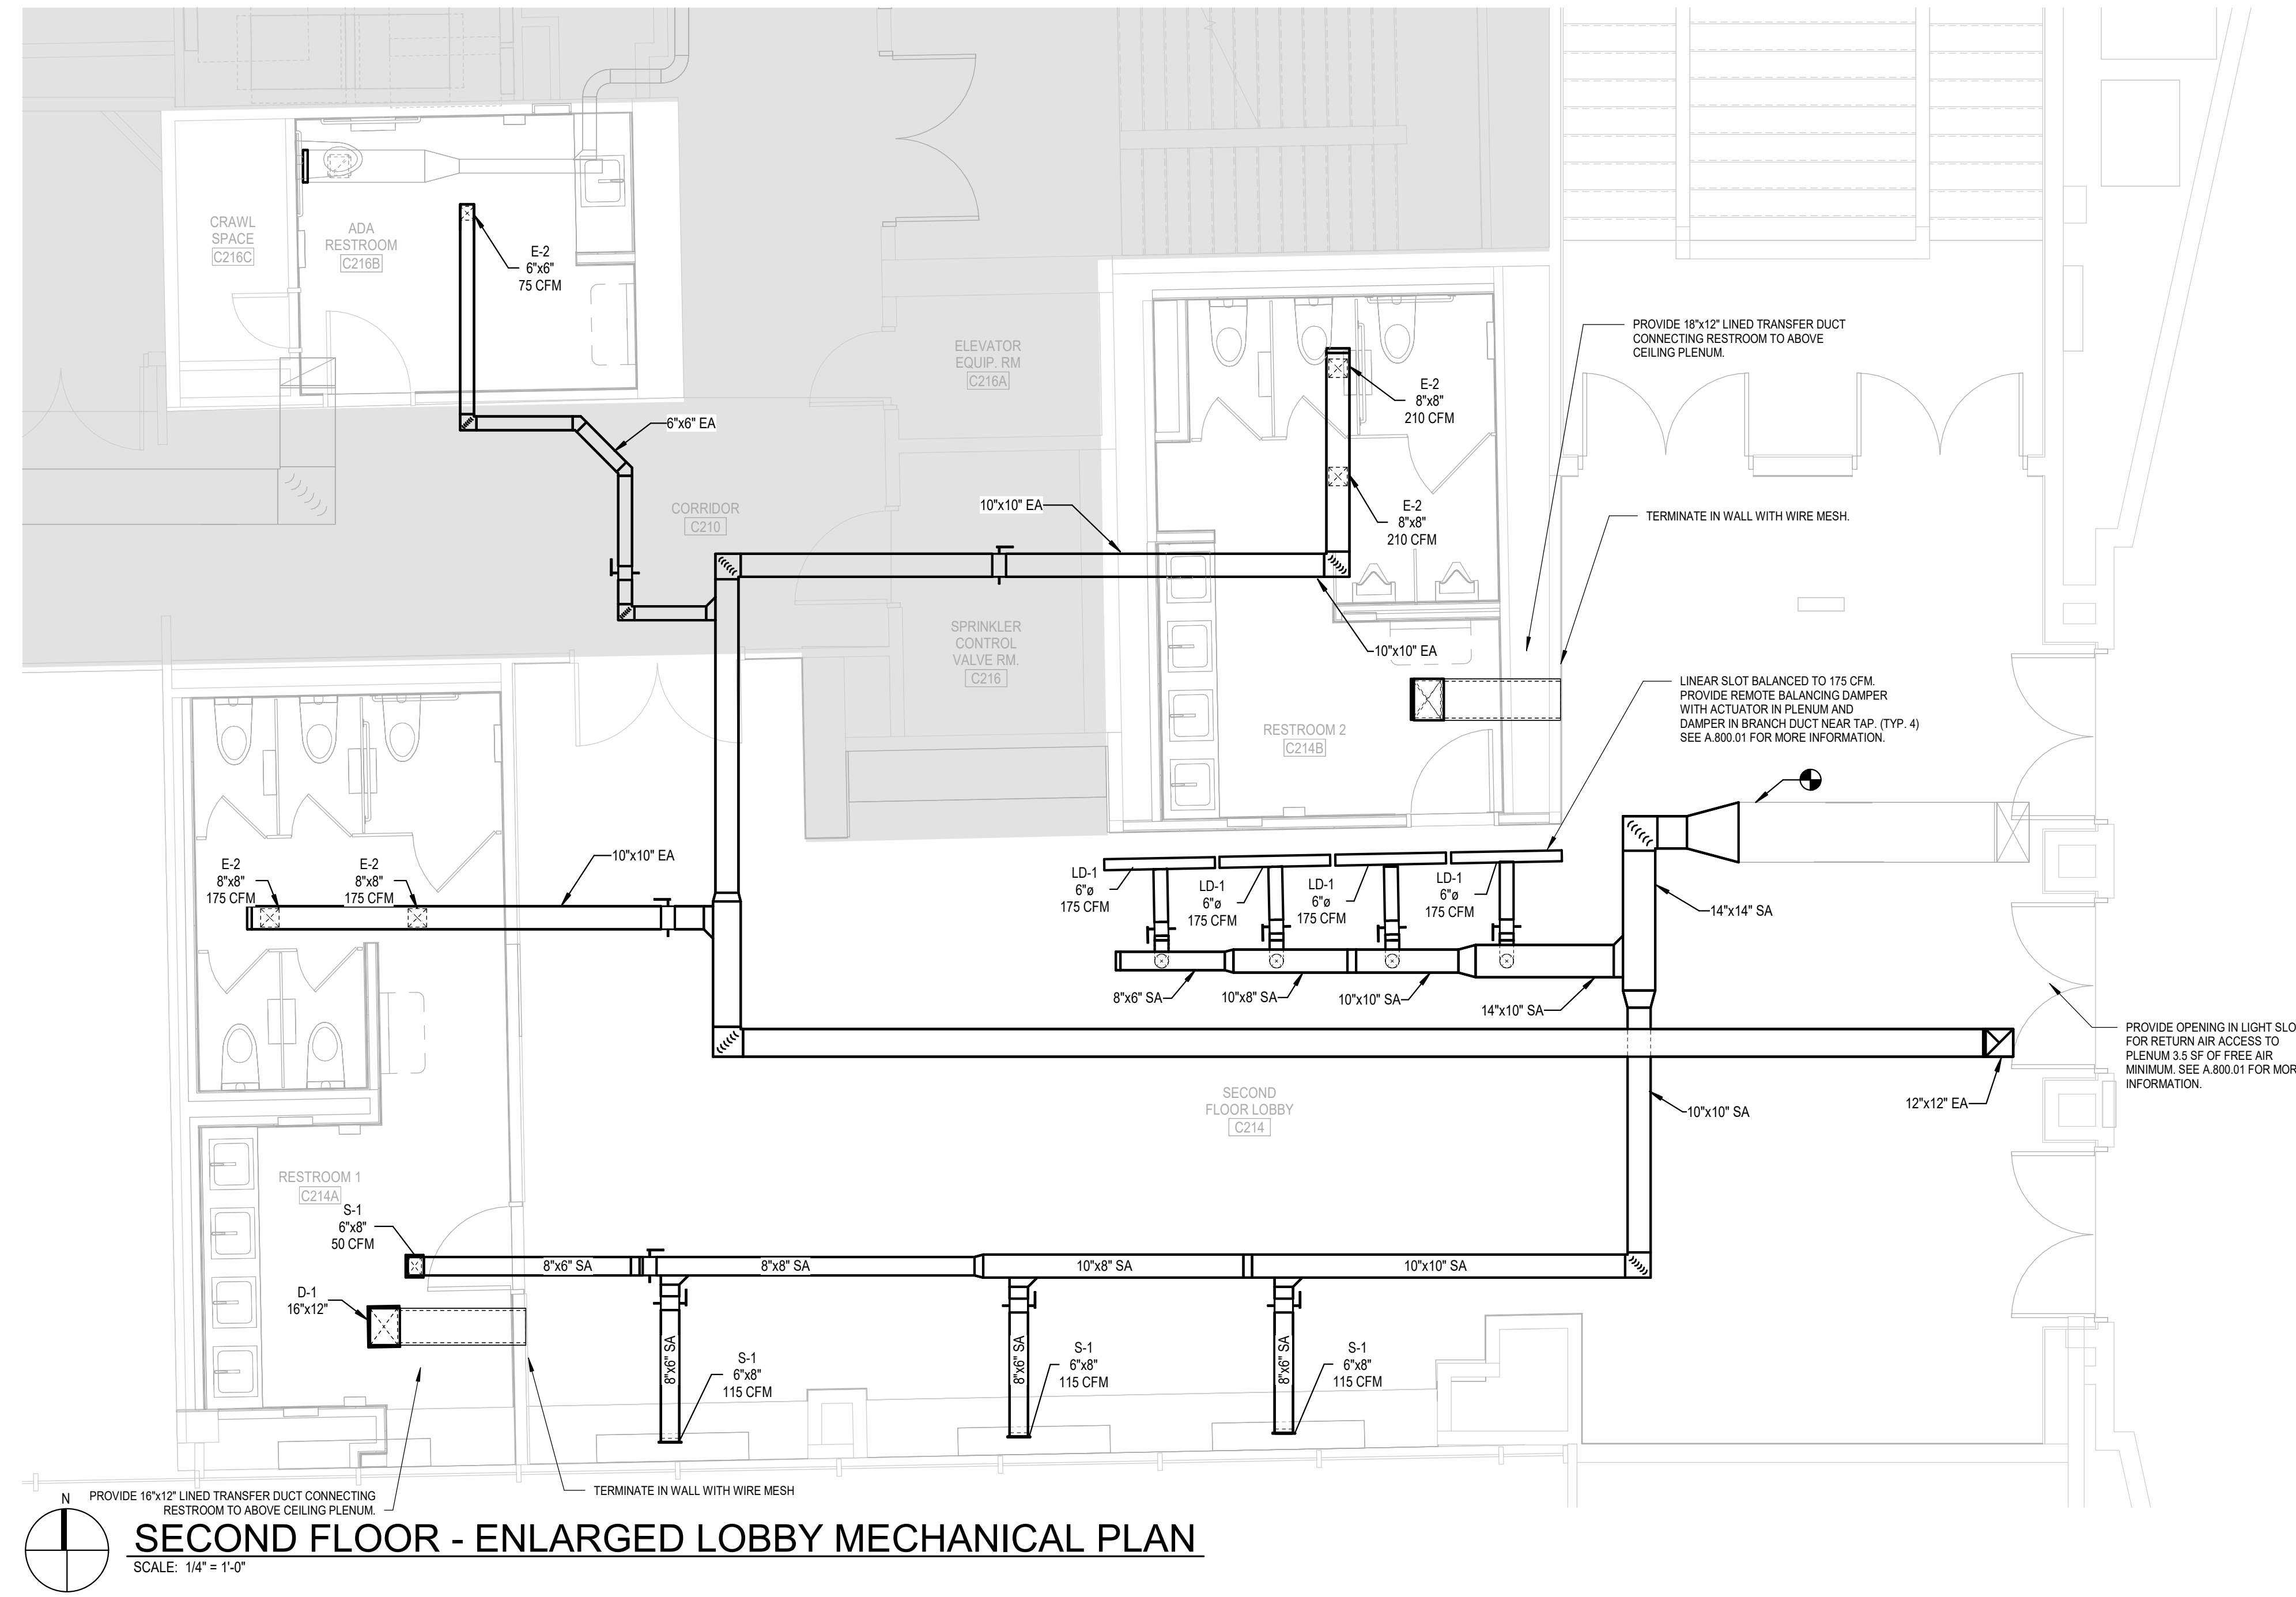 CRAWL
SPACE
C216C
ADA
RESTROOM
C216B
E-2
6"x6"
75 CFM
6"x6" EA
ELEVATOR
EQUIP. RM
C216A
CORRIDOR
C210
10"x10" EA
E-2
8"x8"
210 CFM
E-2
8"x8"
210 CFM
10"x10" EA
PROVIDE 18"x12" LINED TRANSFER DUCT
CONNECTING RESTROOM TO ABOVE
CEILING PLENUM.
TERMINATE IN WALL WITH WIRE MESH.
SPRINKLER
CONTROL
VALVE RM.
C216
RESTROOM 2
C214B
LINEAR SLOT BALANCED TO 175 CFM.
PROVIDE REMOTE BALANCING DAMPER
WITH ACTUATOR IN PLENUM AND
DAMPER IN BRANCH DUCT NEAR TAP. (TYP. 4)
SEE A.800.01 FOR MORE INFORMATION.
E-2
8"x8"
175 CFM
E-2
8"x8"
175 CFM
10"x10" EA
LD-1
6"ø
175 CFM
LD-1
6"ø
175 CFM
LD-1
6"ø
175 CFM
LD-1
6"ø
175 CFM
14"x14" SA
8"x6" SA
10"x8" SA
10"x10" SA
14"x10" SA
PROVIDE OPENING IN LIGHT SLO
FOR RETURN AIR ACCESS TO
PLENUM 3.5 SF OF FREE AIR
MINIMUM. SEE A.800.01 FOR MOR
INFORMATION.
SECOND
FLOOR LOBBY
C214
10"x10" SA
12"x12" EA
RESTROOM 1
C214A
S-1
6"x8"
50 CFM
D-1
16"x12"
8"x6" SA
8"x8" SA
10"x8" SA
10"x10" SA
8"x6" SA
S-1
6"x8"
115 CFM
8"x6" SA
S-1
6"x8"
115 CFM
8"x6" SA
S-1
6"x8"
115 CFM
TERMINATE IN WALL WITH WIRE MESH
PROVIDE 16"x12" LINED TRANSFER DUCT CONNECTING
RESTROOM TO ABOVE CEILING PLENUM.
N
SECOND FLOOR - ENLARGED LOBBY MECHANICAL PLAN
SCALE: 1/4" = 1'-0"